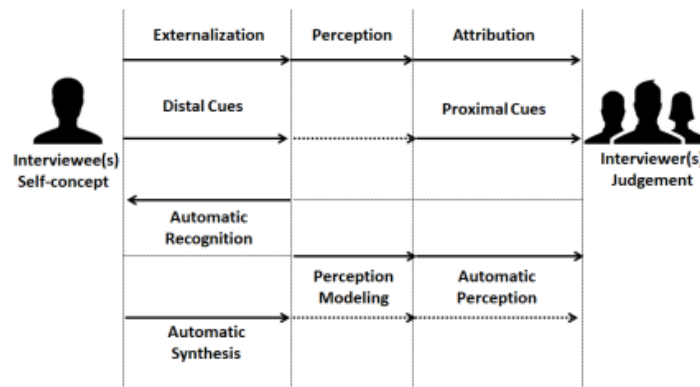 Externalization Perception Attribution
Distal Cues Proximal Cues
Interviewee(s) Interviewer(s)
Self-concept Judgement
Automatic
Recognition
Perception Automatic
Modeling Perception
Automatic
Synthesis